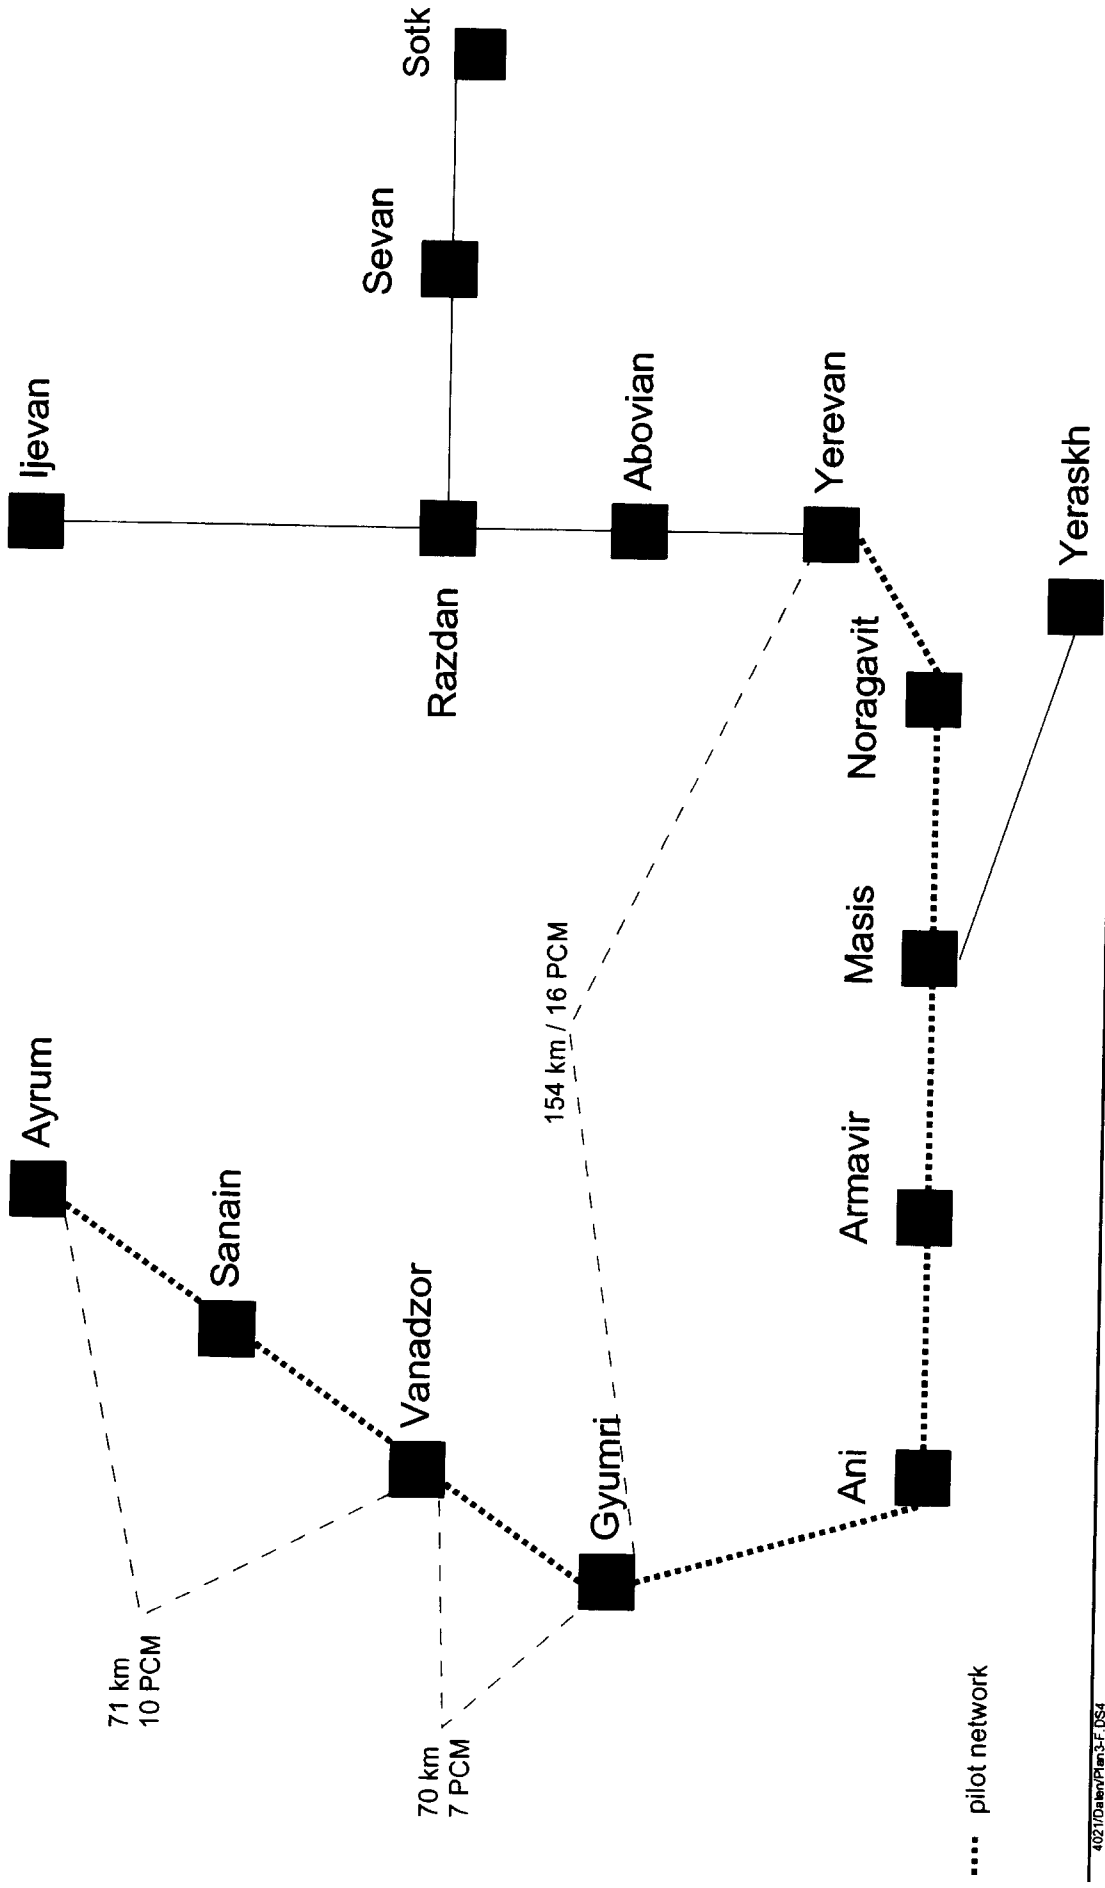 Ayrum
Ijevan
Sanain
Sotk
Sevan
Razdan
71 km
10 PCM
Vanadzor
Abovian
70 km
7 PCM
Gyumri
154 km / 16 PCM
Yerevan
Ani
Armavir
Masis
Noragavit
Yeraskh
pilot network
4021/Daten/Plan3-F.DS4